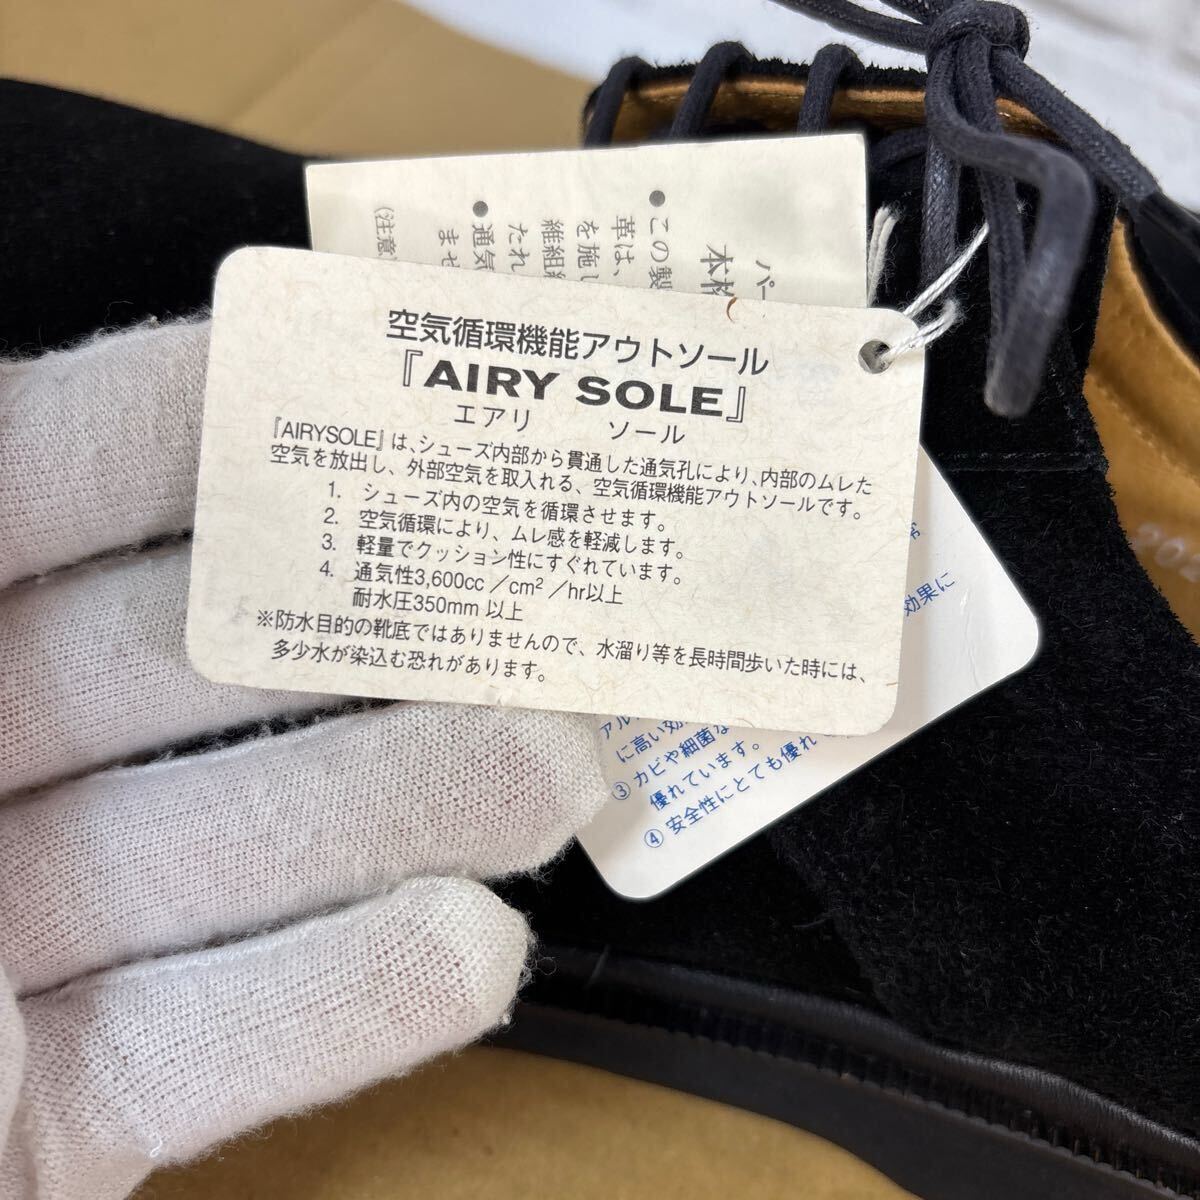 空気循環機能アウトソール
『AIRY SOLE』
エアリ ソール
『AIRYSOLE』は、シューズ内部から貫通した通気孔により、内部のムレた
空気を放出し、外部空気を取入れる、空気循環機能アウトソールです。
1. シューズ内の空気を循環させます。
2. 空気循環により、ムレ感を軽減します。
3. 軽量でクッション性にすぐれています。
4. 通気性3,600cc／cm²／hr以上
耐水圧350mm 以上
※防水目的の靴底ではありませんので、水溜り等を長時間歩いた時には、
多少水が染込む恐れがあります。
パー
本格
●この製
革は、
を施し
維組織
たれ
●通気
ませ
(注意
効果に
アル
に高い効
③ カビや細菌な
優れています。
④ 安全性にとても優れ
202